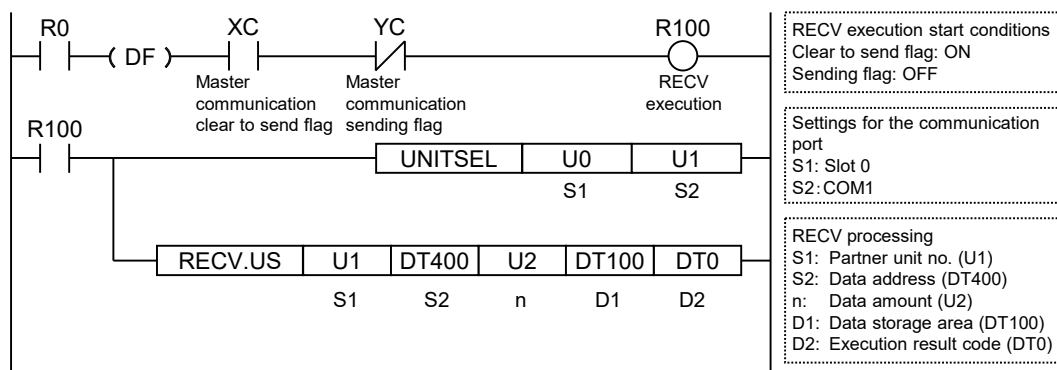 R0
XC
YC
R100
( DF )
Master
communication
clear to send flag
Master
communication
sending flag
RECV
execution
R100
UNITSEL U0 U1
S1 S2
RECV.US U1 DT400 U2 DT100 DT0
S1 S2 n D1 D2
RECV execution start conditions
Clear to send flag: ON
Sending flag: OFF
Settings for the communication
port
S1: Slot 0
S2:COM1
RECV processing
S1: Partner unit no. (U1)
S2: Data address (DT400)
n: Data amount (U2)
D1: Data storage area (DT100)
D2: Execution result code (DT0)